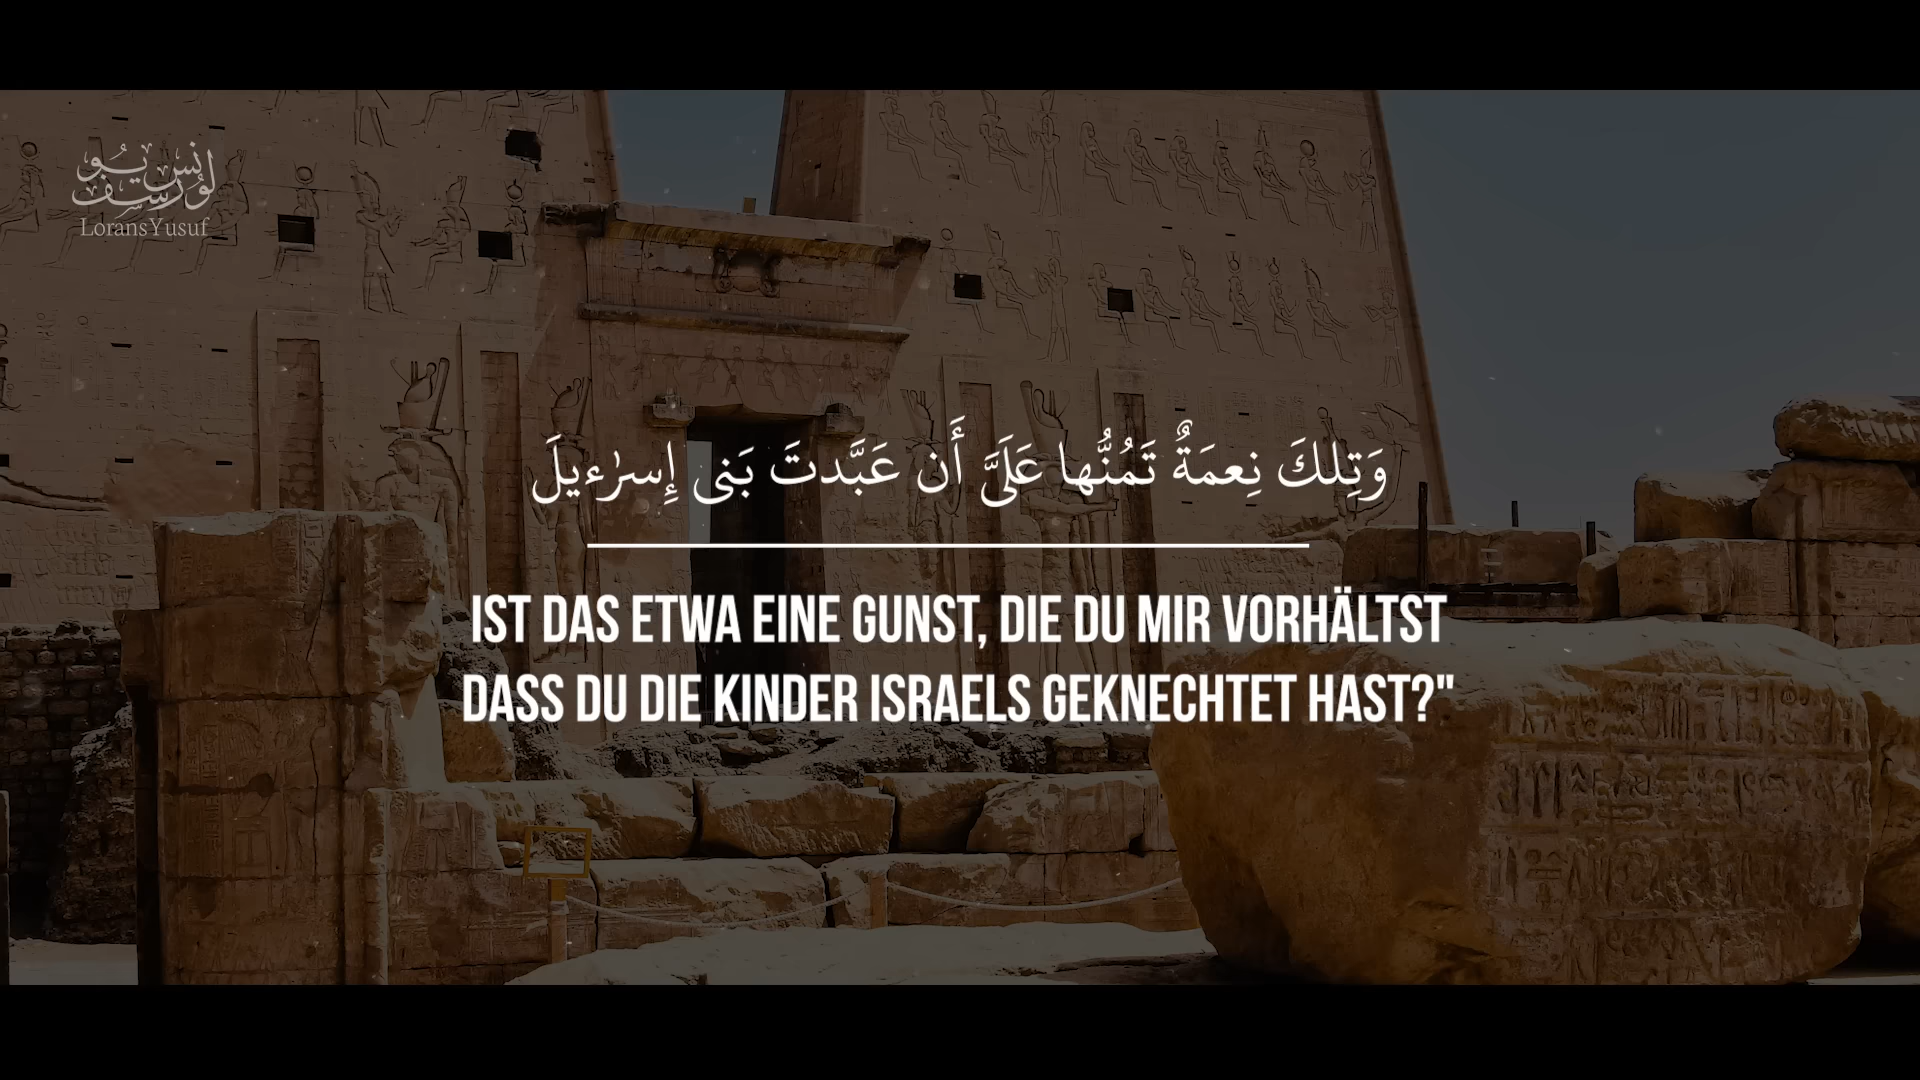 لورنس يوسف
LoransYusuf
وَتِلكَ نِعمَةٌ تَمُنُّها عَلَىَّ أَن عَبَّدتَ بَنى إِسرٰءيلَ
IST DAS ETWA EINE GUNST, DIE DU MIR VORHÄLTST
DASS DU DIE KINDER ISRAELS GEKNECHTET HAST?"